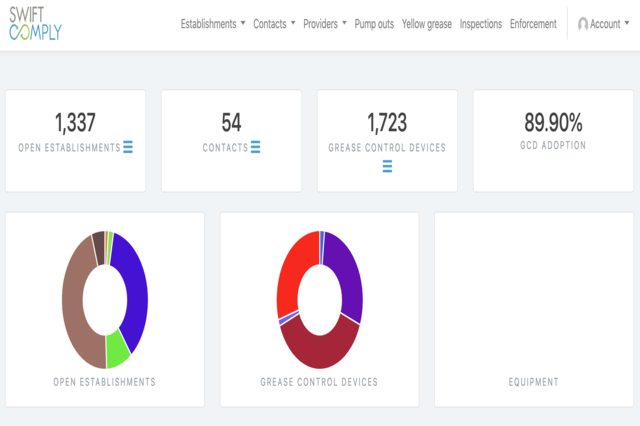 SWIFT
COMPLY
Establishments Contacts Providers Pump outs Yellow grease Inspections Enforcement Account
1,337
OPEN ESTABLISHMENTS
54
CONTACTS
1,723
GREASE CONTROL DEVICES
89.90%
GCD ADOPTION
OPEN ESTABLISHMENTS
GREASE CONTROL DEVICES
EQUIPMENT